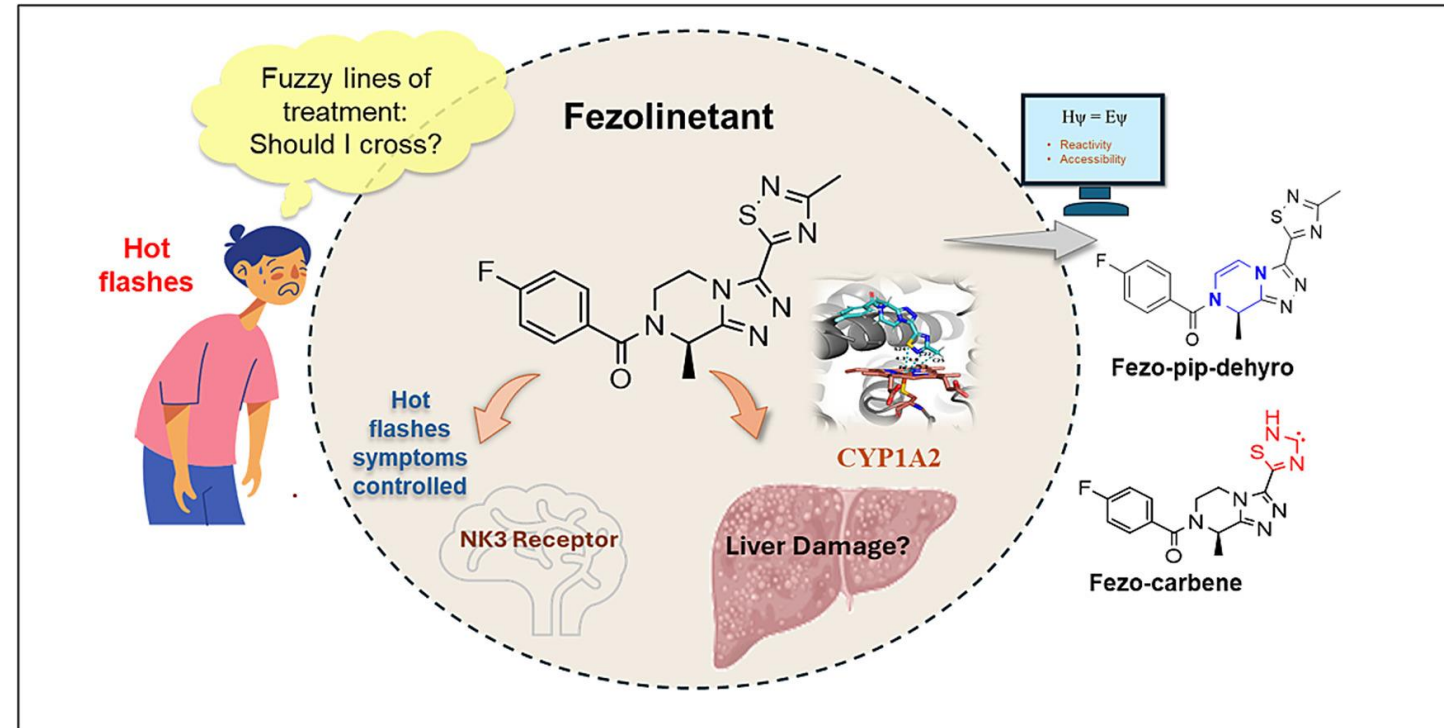 Fuzzy lines of
treatment:
Should I cross?
Hot
flashes
Fezolinetant
N
S
N
F
N
N
N
N
O
Hot
flashes
symptoms
controlled
NK3 Receptor
CYP1A2
Liver Damage?
Hψ = Eψ
• Reactivity
• Accessibility
N
S
N
F
N
N
N
N
O
Fezo-pip-dehyro
H
N
S
N
F
N
N
N
N
O
Fezo-carbene